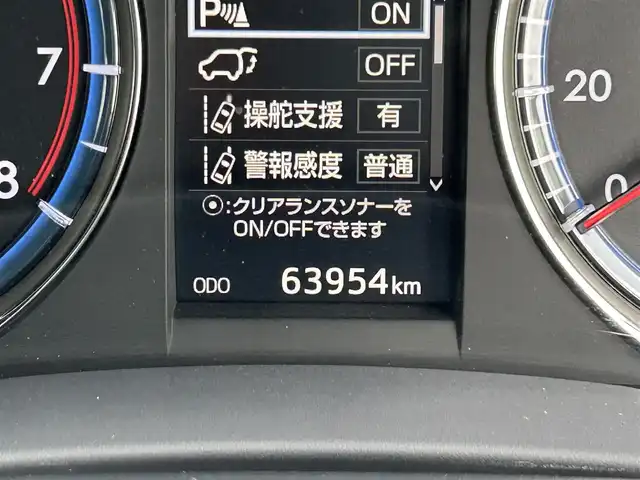 P ON
OFF
操舵支援 有
警報感度 普通
:クリアランスソナーを
ON/OFFできます
ODO 63954km
7
8
20
0